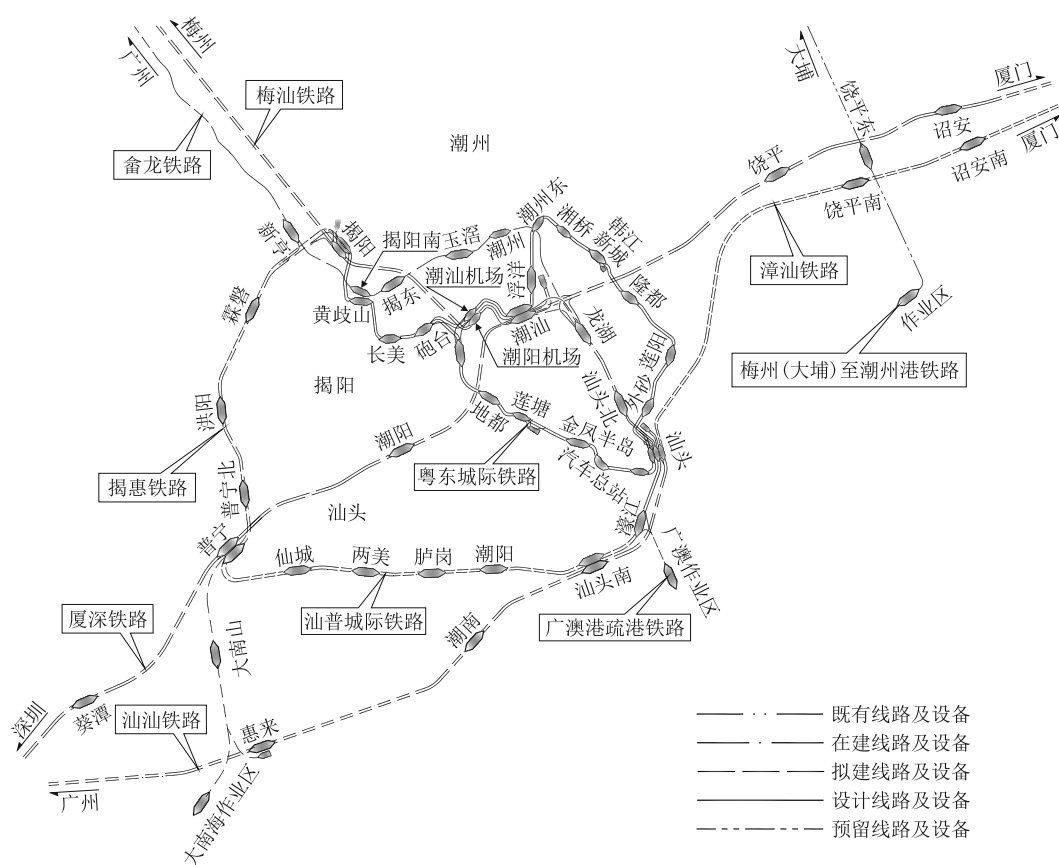 梅州
广州
梅汕铁路
畲龙铁路
潮州
大埔
厦门
厦门
诏安
诏安南
饶平东
饶平
饶平南
漳汕铁路
潮州东
湘桥
韩江
新城
隆都
新亨
揭阳
揭阳南
玉滘
潮州
潮汕机场
浮洋
揭东
黄歧山
霖磐
长美
砲台
潮汕
潮阳机场
龙湖
莲阳
外砂
作业区
梅州(大埔)至潮州港铁路
揭阳
洪阳
地都
莲塘
汕头北
金凤半岛
汕头
潮阳
粤东城际铁路
汽车总站
揭惠铁路
普宁北
汕头
濠江
普宁
仙城
两美
胪岗
潮阳
汕头南
广澳作业区
厦深铁路
汕普城际铁路
广澳港疏港铁路
大南山
潮南
深圳
葵潭
汕汕铁路
惠来
广州
大南海作业区
既有线路及设备
在建线路及设备
拟建线路及设备
设计线路及设备
预留线路及设备